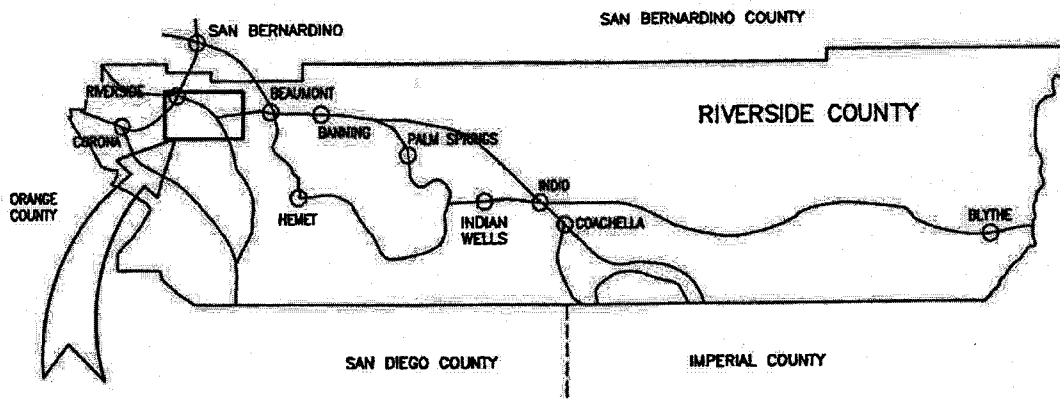 SAN BERNARDINO COUNTY
SAN BERNARDINO
RIVERSIDE
BEAUMONT
RIVERSIDE COUNTY
CORONA
BANNING
PALM SPRINGS
ORANGE
COUNTY
HEMET
INDIO
INDIAN
WELLS
COACHELLA
BLYTHE
SAN DIEGO COUNTY
IMPERIAL COUNTY